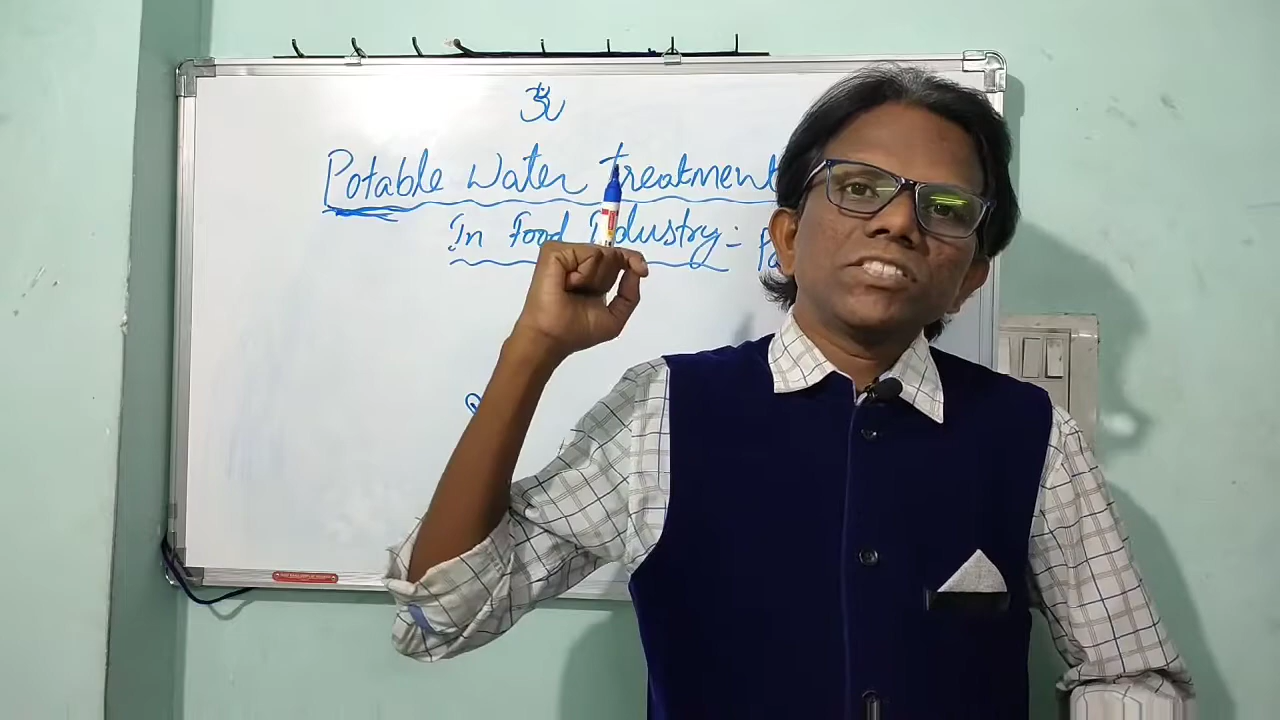 ॐ
Potable Water Treatment
In Food Industry :-